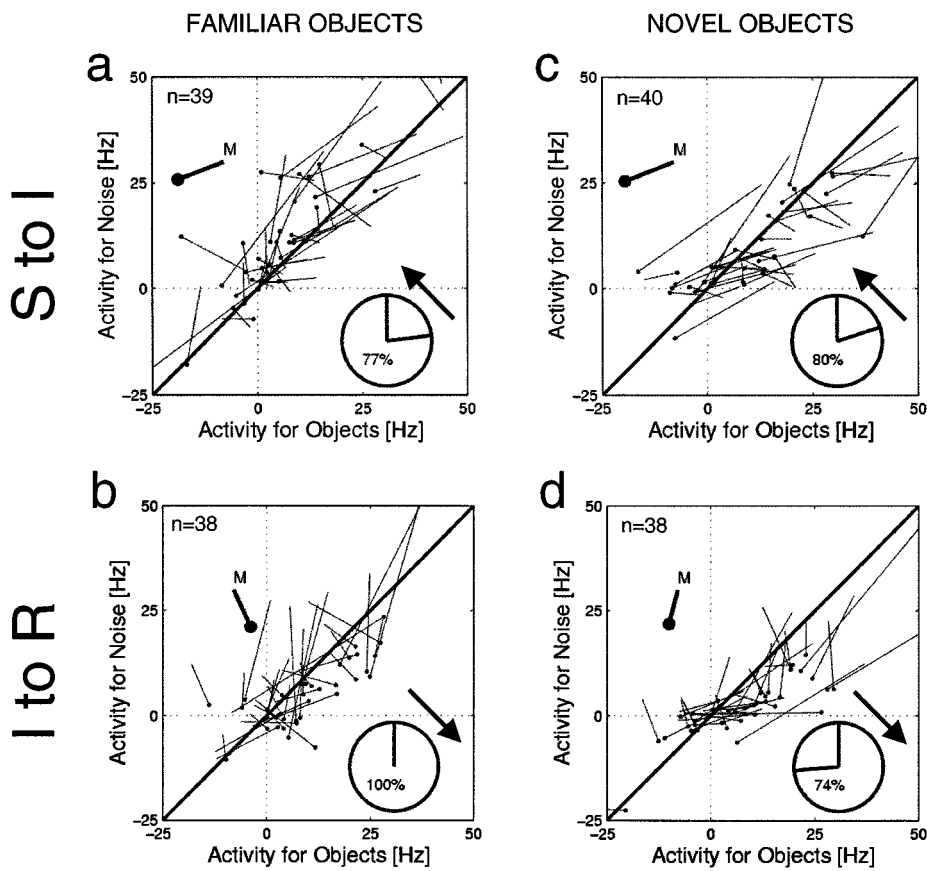 FAMILIAR OBJECTS
NOVEL OBJECTS
S to I
a
n=39
M
50
25
0
−25
Activity for Noise [Hz]
77%
−25 0 25 50
Activity for Objects [Hz]
c
n=40
M
50
25
0
−25
Activity for Noise [Hz]
80%
−25 0 25 50
Activity for Objects [Hz]
I to R
b
n=38
M
50
25
0
−25
Activity for Noise [Hz]
100%
−25 0 25 50
Activity for Objects [Hz]
d
n=38
M
50
25
0
−25
Activity for Noise [Hz]
74%
−25 0 25 50
Activity for Objects [Hz]